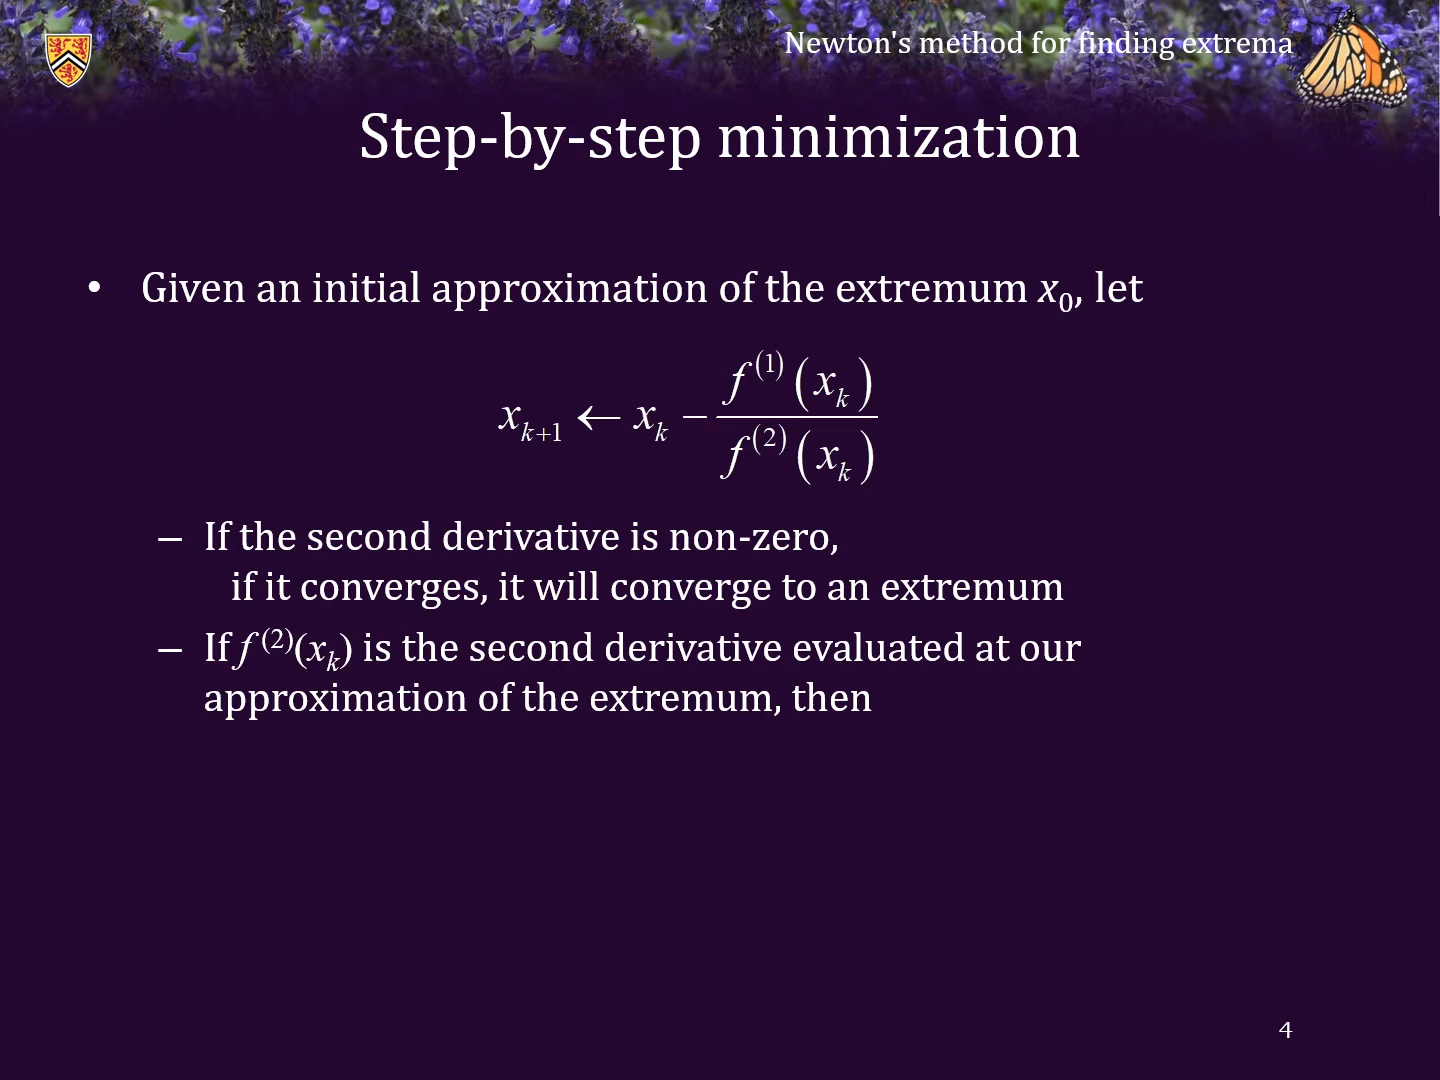 Newton's method for finding extrema
Step-by-step minimization
• Given an initial approximation of the extremum x₀, let
xₖ₊₁ ← xₖ − f⁽¹⁾(xₖ) / f⁽²⁾(xₖ)
– If the second derivative is non-zero,
if it converges, it will converge to an extremum
– If f⁽²⁾(xₖ) is the second derivative evaluated at our
approximation of the extremum, then
4